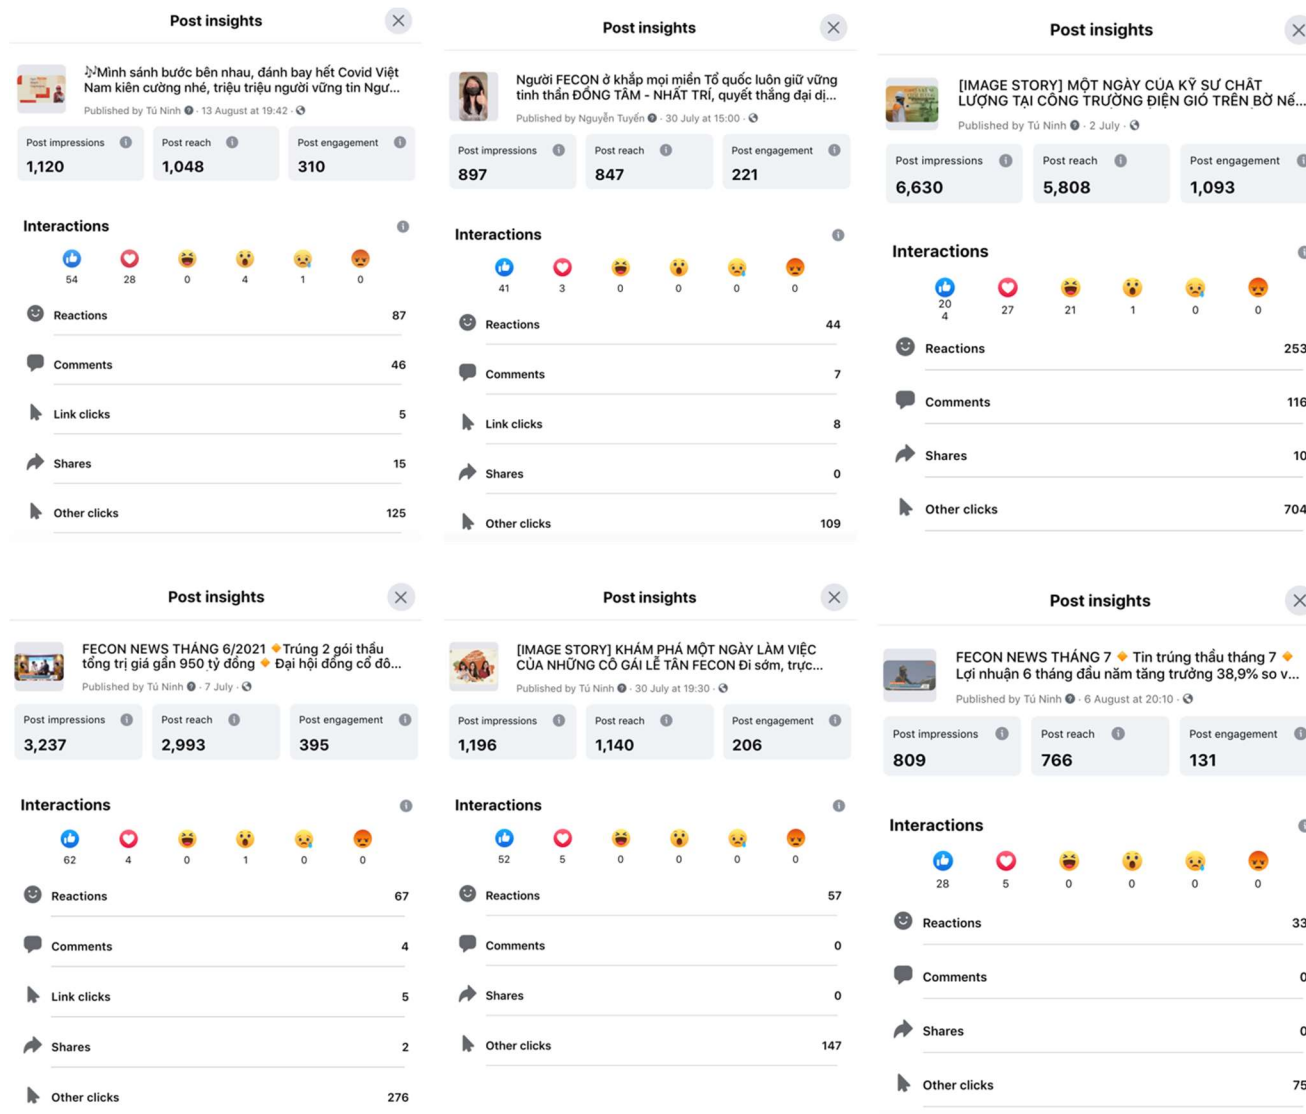 Post insights
🎶Mình sánh bước bên nhau, đánh bay hết Covid Việt
Nam kiên cường nhé, triệu triệu người vững tin Ngư...
Published by Tú Ninh · 13 August at 19:42 ·
Post impressions
1,120
Post reach
1,048
Post engagement
310
Interactions
54
28
0
4
1
0
Reactions 87
Comments 46
Link clicks 5
Shares 15
Other clicks 125
Post insights
Người FECON ở khắp mọi miền Tổ quốc luôn giữ vững
tinh thần ĐỒNG TÂM - NHẤT TRÍ, quyết thắng đại dị...
Published by Nguyễn Tuyến · 30 July at 15:00 ·
Post impressions
897
Post reach
847
Post engagement
221
Interactions
41
3
0
0
0
0
Reactions 44
Comments 7
Link clicks 8
Shares 0
Other clicks 109
Post insights
[IMAGE STORY] MỘT NGÀY CỦA KỸ SƯ CHẤT
LƯỢNG TẠI CÔNG TRƯỜNG ĐIỆN GIÓ TRÊN BỜ Nế...
Published by Tú Ninh · 2 July ·
Post impressions
6,630
Post reach
5,808
Post engagement
1,093
Interactions
20
4
27
21
1
0
0
Reactions 253
Comments 116
Shares 10
Other clicks 704
Post insights
FECON NEWS THÁNG 6/2021 🔸Trúng 2 gói thầu
tổng trị giá gần 950 tỷ đồng 🔸 Đại hội đồng cổ đô...
Published by Tú Ninh · 7 July ·
Post impressions
3,237
Post reach
2,993
Post engagement
395
Interactions
62
4
0
1
0
0
Reactions 67
Comments 4
Link clicks 5
Shares 2
Other clicks 276
Post insights
[IMAGE STORY] KHÁM PHÁ MỘT NGÀY LÀM VIỆC
CỦA NHỮNG CÔ GÁI LỄ TÂN FECON Đi sớm, trực...
Published by Tú Ninh · 30 July at 19:30 ·
Post impressions
1,196
Post reach
1,140
Post engagement
206
Interactions
52
5
0
0
0
0
Reactions 57
Comments 0
Shares 0
Other clicks 147
Post insights
FECON NEWS THÁNG 7 🔸 Tin trúng thầu tháng 7 🔸
Lợi nhuận 6 tháng đầu năm tăng trưởng 38,9% so v...
Published by Tú Ninh · 6 August at 20:10 ·
Post impressions
809
Post reach
766
Post engagement
131
Interactions
28
5
0
0
0
0
Reactions 33
Comments 0
Shares 0
Other clicks 75